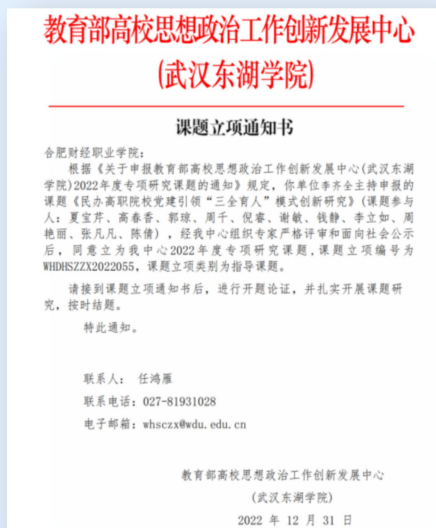 教育部高校思想政治工作创新发展中心
(武汉东湖学院)
课题立项通知书
合肥财经职业学院：
根据《关于申报教育部高校思想政治工作创新发展中心(武汉东湖
学院)2022年度专项研究课题的通知》规定，你单位李齐全主持申报的
课题《民办高职院校党建引领“三全育人”模式创新研究》(课题参与
人：夏宝芹、高春香、郭琼、周千、倪睿、谢敏、钱静、李立如、周
艳丽、张凡凡、陈倩)，经我中心组织专家严格评审和面向社会公示
后，同意立为我中心2022年度专项研究课题，课题立项编号为
WHDHSZZX2022055，课题立项类别为指导课题。
请接到课题立项通知书后，进行开题论证，并扎实开展课题研
究，按时结题。
特此通知。
联系人： 任鸿雁
联系电话：027-81931028
电子邮箱：whsczx@wdu.edu.cn
教育部高校思想政治工作创新发展中心
(武汉东湖学院)
2022 年 12 月 31 日